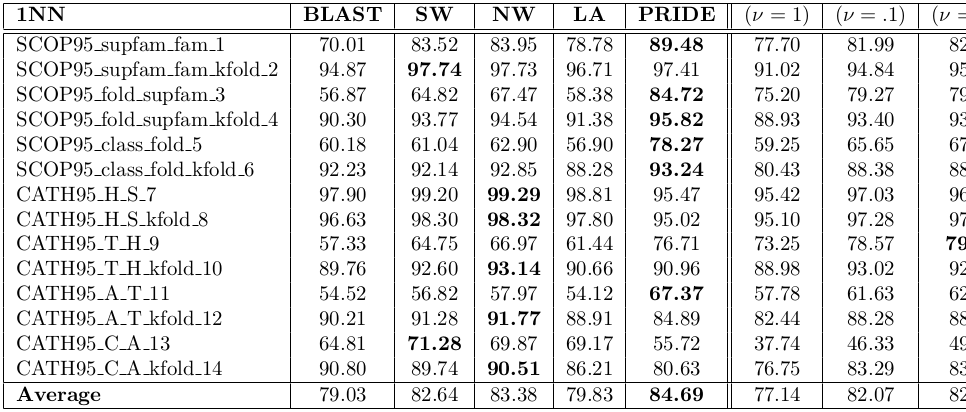 1NN BLAST SW NW LA PRIDE (ν = 1) (ν = .1) (ν =
SCOP95_supfam_fam_1 70.01 83.52 83.95 78.78 89.48 77.70 81.99 82
SCOP95_supfam_fam_kfold_2 94.87 97.74 97.73 96.71 97.41 91.02 94.84 95
SCOP95_fold_supfam_3 56.87 64.82 67.47 58.38 84.72 75.20 79.27 79
SCOP95_fold_supfam_kfold_4 90.30 93.77 94.54 91.38 95.82 88.93 93.40 93
SCOP95_class_fold_5 60.18 61.04 62.90 56.90 78.27 59.25 65.65 67
SCOP95_class_fold_kfold_6 92.23 92.14 92.85 88.28 93.24 80.43 88.38 88
CATH95_H_S_7 97.90 99.20 99.29 98.81 95.47 95.42 97.03 96
CATH95_H_S_kfold_8 96.63 98.30 98.32 97.80 95.02 95.10 97.28 97
CATH95_T_H_9 57.33 64.75 66.97 61.44 76.71 73.25 78.57 79
CATH95_T_H_kfold_10 89.76 92.60 93.14 90.66 90.96 88.98 93.02 92
CATH95_A_T_11 54.52 56.82 57.97 54.12 67.37 57.78 61.63 62
CATH95_A_T_kfold_12 90.21 91.28 91.77 88.91 84.89 82.44 88.28 88
CATH95_C_A_13 64.81 71.28 69.87 69.17 55.72 37.74 46.33 49
CATH95_C_A_kfold_14 90.80 89.74 90.51 86.21 80.63 76.75 83.29 83
Average 79.03 82.64 83.38 79.83 84.69 77.14 82.07 82